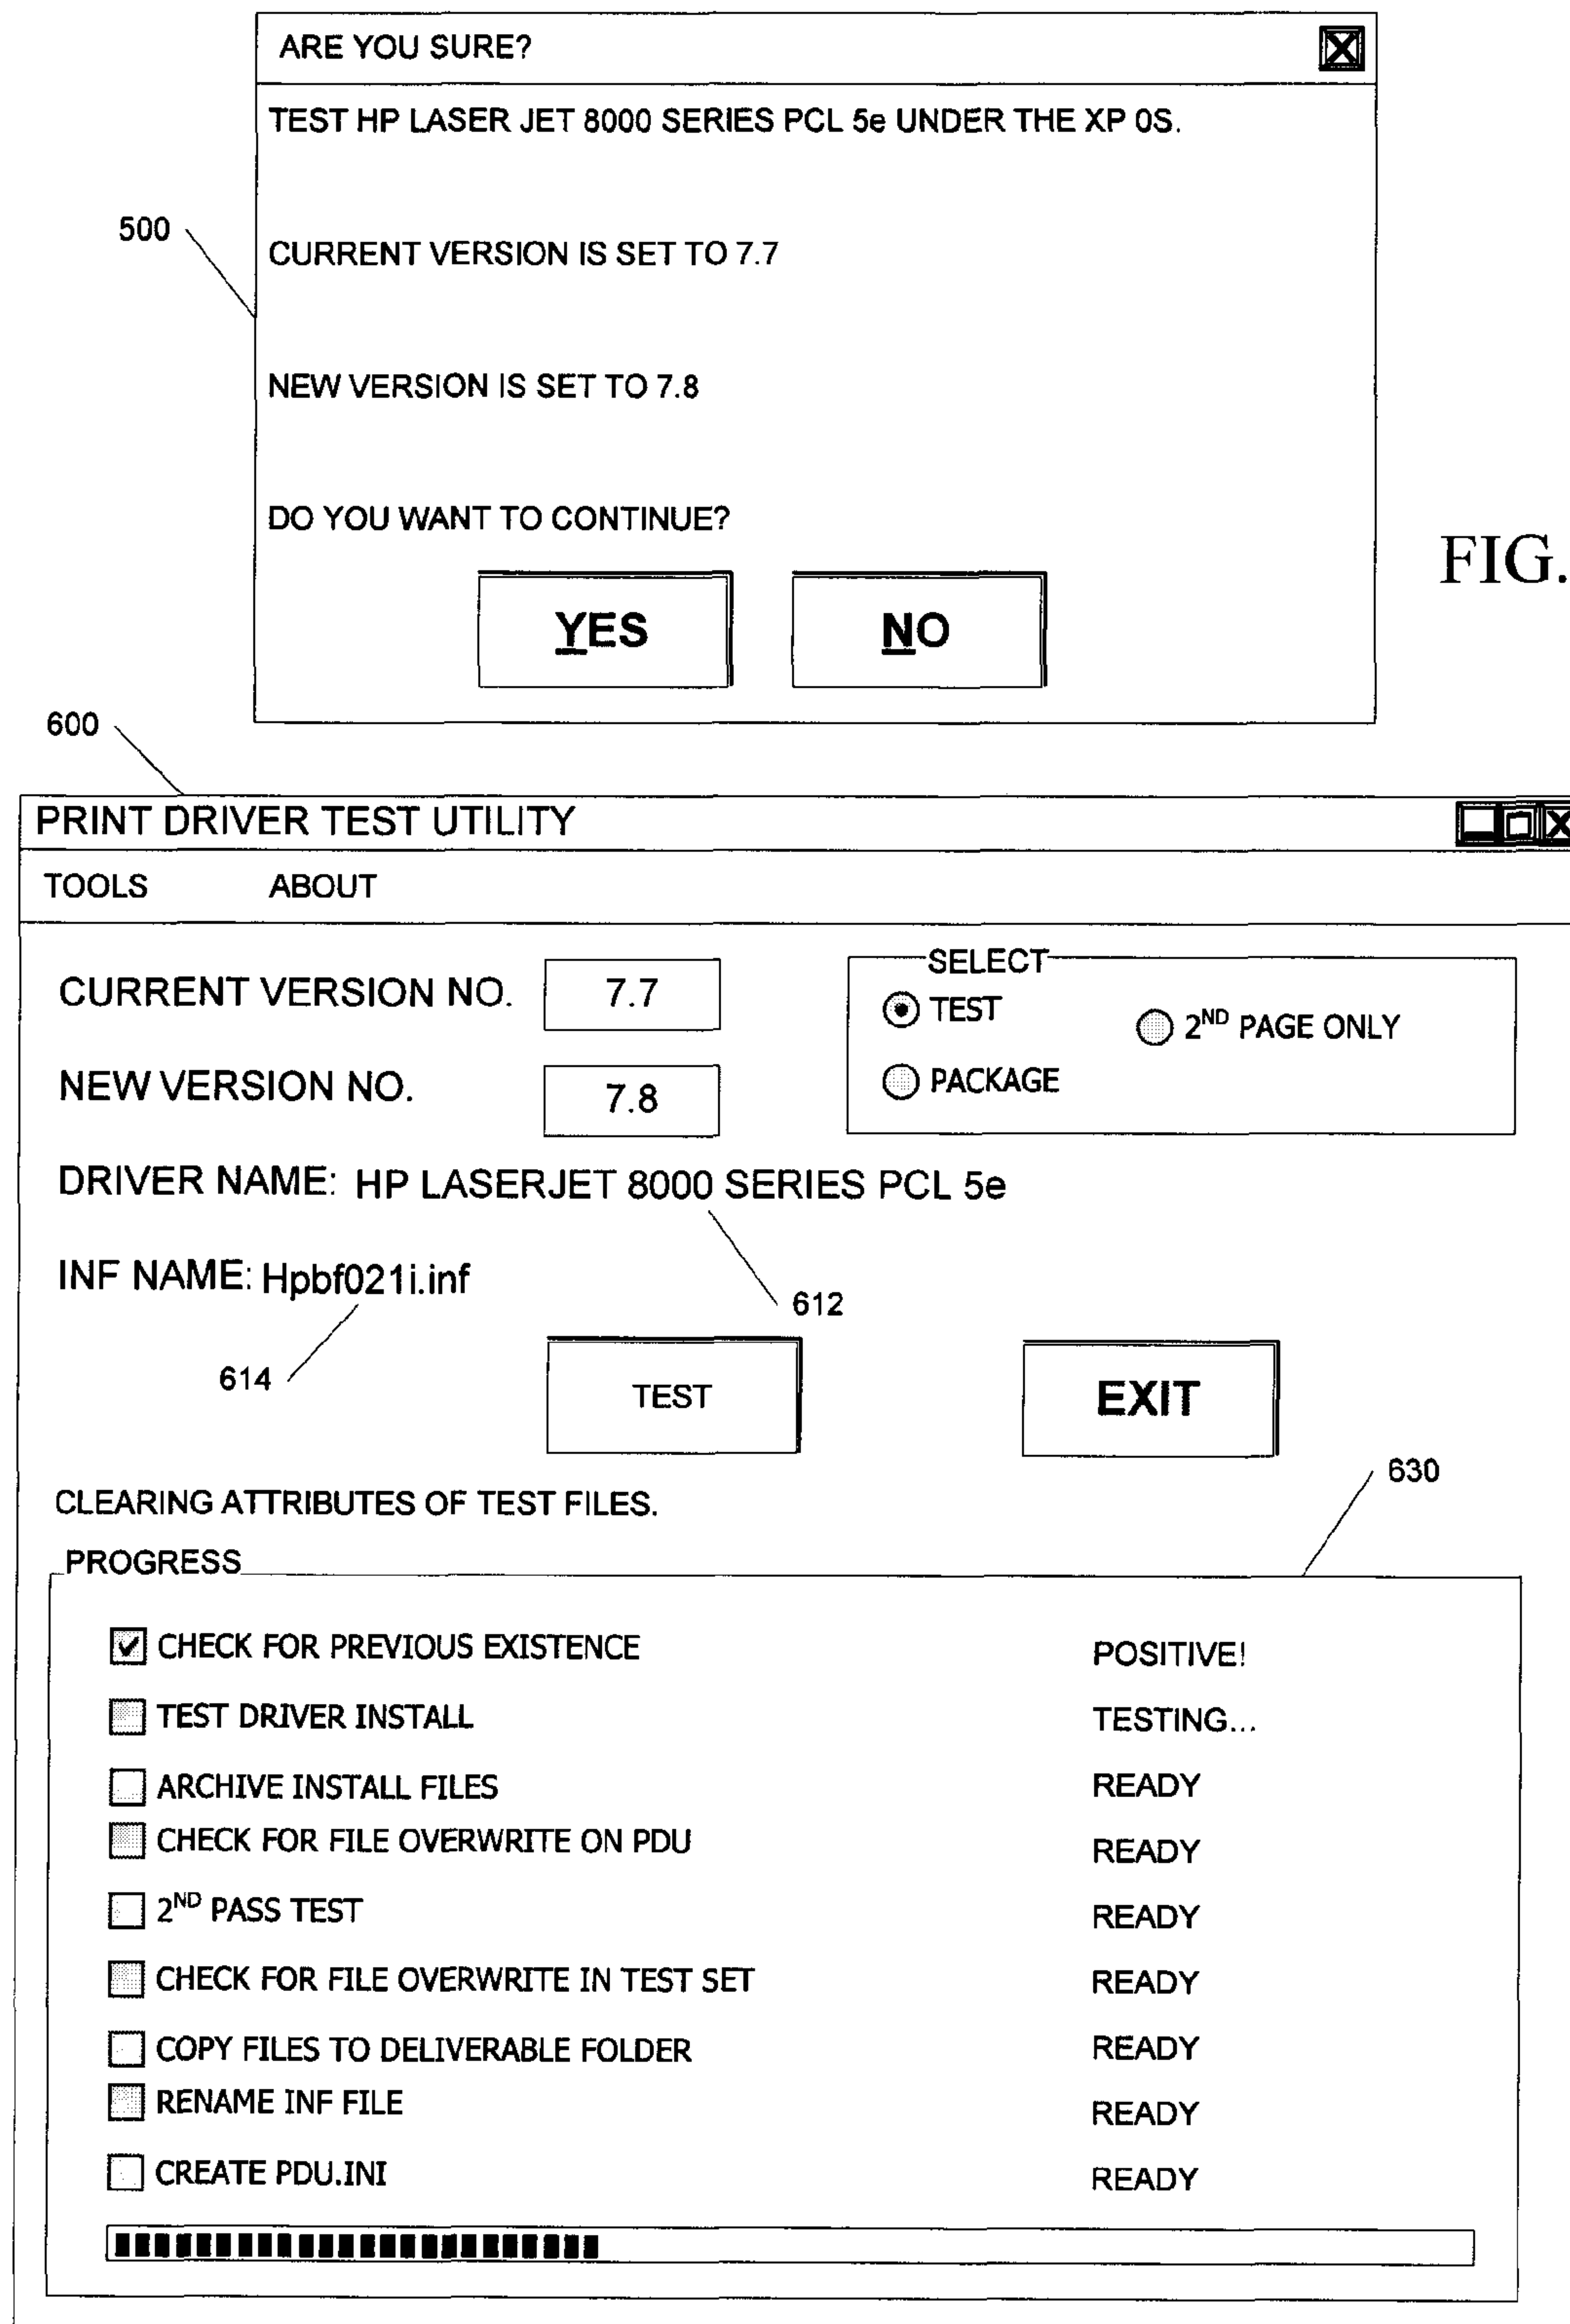 ARE YOU SURE?
TEST HP LASER JET 8000 SERIES PCL 5e UNDER THE XP 0S.
500
CURRENT VERSION IS SET TO 7.7
NEW VERSION IS SET TO 7.8
DO YOU WANT TO CONTINUE?
FIG.
YES NO
600
PRINT DRIVER TEST UTILITY
TOOLS ABOUT
CURRENT VERSION NO. 7.7
SELECT
TEST
2ND PAGE ONLY
PACKAGE
NEW VERSION NO. 7.8
DRIVER NAME: HP LASERJET 8000 SERIES PCL 5e
INF NAME: Hpbf021i.inf
612
614
TEST EXIT
630
CLEARING ATTRIBUTES OF TEST FILES.
PROGRESS
CHECK FOR PREVIOUS EXISTENCE POSITIVE!
TEST DRIVER INSTALL TESTING...
ARCHIVE INSTALL FILES READY
CHECK FOR FILE OVERWRITE ON PDU READY
2ND PASS TEST READY
CHECK FOR FILE OVERWRITE IN TEST SET READY
COPY FILES TO DELIVERABLE FOLDER READY
RENAME INF FILE READY
CREATE PDU.INI READY